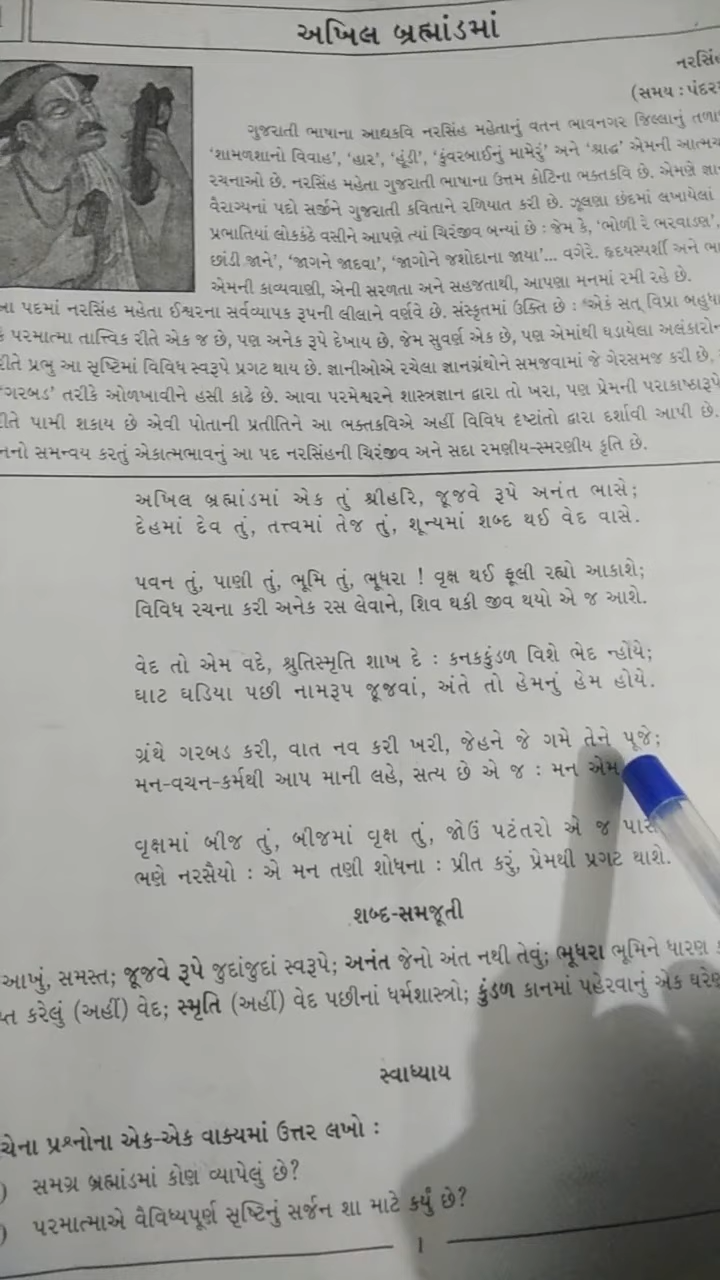 અખિલ બ્રહ્માંડમાં
નરસિંહ
(સમય : પંદર
ગુજરાતી ભાષાના આદ્યકવિ નરસિંહ મહેતાનું વતન ભાવનગર જિલ્લાનું તળા
‘શામળશાનો વિવાહ’, ‘હાર’, ‘હૂંડી’, ‘કુંવરબાઈનું મામેરું’ અને ‘શ્રાદ્ધ’ એમની આત્મચ
રચનાઓ છે. નરસિંહ મહેતા ગુજરાતી ભાષાના ઉત્તમ કોટિના ભક્તકવિ છે. એમણે જ્ઞા
વૈરાગ્યનાં પદો સર્જીને ગુજરાતી કવિતાને રળિયાત કરી છે. ઝૂલણા છંદમાં લખાયેલાં
પ્રભાતિયાં લોકકંઠે વસીને આપણે ત્યાં ચિરંજીવ બન્યાં છે : જેમ કે, ‘ભોળી રે ભરવાડણ’,
છાંડી જાને’, ‘જાગને જાદવા’, ‘જાગોને જશોદાના જાયા’... વગેરે. હૃદયસ્પર્શી અને ભા
એમની કાવ્યવાણી, એની સરળતા અને સહજતાથી, આપણા મનમાં રમી રહે છે.
આ પદમાં નરસિંહ મહેતા ઈશ્વરના સર્વવ્યાપક રૂપની લીલાને વર્ણવે છે. સંસ્કૃતમાં ઉક્તિ છે : ‘એકં સત્ વિપ્રા બહુધા
કે પરમાત્મા તાત્ત્વિક રીતે એક જ છે, પણ અનેક રૂપે દેખાય છે. જેમ સુવર્ણ એક છે, પણ એમાંથી ઘડાયેલા અલંકારોન
રીતે પ્રભુ આ સૃષ્ટિમાં વિવિધ સ્વરૂપે પ્રગટ થાય છે. જ્ઞાનીઓએ રચેલા જ્ઞાનગ્રંથોને સમજવામાં જે ગેરસમજ કરી છે,
‘ગરબડ’ તરીકે ઓળખાવીને હસી કાઢે છે. આવા પરમેશ્વરને શાસ્ત્રજ્ઞાન દ્વારા તો ખરા, પણ પ્રેમની પરાકાષ્ઠારૂપે
રીતે પામી શકાય છે એવી પોતાની પ્રતીતિને આ ભક્તકવિએ અહીં વિવિધ દૃષ્ટાંતો દ્વારા દર્શાવી આપી છે.
નનો સમન્વય કરતું એકાત્મભાવનું આ પદ નરસિંહની ચિરંજીવ અને સદા રમણીય-સ્મરણીય કૃતિ છે.
અખિલ બ્રહ્માંડમાં એક તું શ્રીહરિ, જૂજવે રૂપે અનંત ભાસે;
દેહમાં દેવ તું, તત્ત્વમાં તેજ તું, શૂન્યમાં શબ્દ થઈ વેદ વાસે.
પવન તું, પાણી તું, ભૂમિ તું, ભૂધરા ! વૃક્ષ થઈ ફૂલી રહ્યો આકાશે;
વિવિધ રચના કરી અનેક રસ લેવાને, શિવ થકી જીવ થયો એ જ આશે.
વેદ તો એમ વદે, શ્રુતિસ્મૃતિ શાખ દે : કનકકુંડળ વિશે ભેદ ન્હોયે;
ઘાટ ઘડિયા પછી નામરૂપ જૂજવાં, અંતે તો હેમનું હેમ હોયે.
ગ્રંથે ગરબડ કરી, વાત નવ કરી ખરી, જેહને જે ગમે તેને પૂજે;
મન-વચન-કર્મથી આપ માની લહે, સત્ય છે એ જ : મન એમ
વૃક્ષમાં બીજ તું, બીજમાં વૃક્ષ તું, જોઉં પટંતરો એ જ પાસે
ભણે નરસૈયો : એ મન તણી શોધના : પ્રીત કરું, પ્રેમથી પ્રગટ થાશે.
શબ્દ-સમજૂતી
આખું, સમસ્ત; જૂજવે રૂપે જુદાંજુદાં સ્વરૂપે; અનંત જેનો અંત નથી તેવું; ભૂધરા ભૂમિને ધારણ ક
પ્ત કરેલું (અહીં) વેદ; સ્મૃતિ (અહીં) વેદ પછીનાં ધર્મશાસ્ત્રો; કુંડળ કાનમાં પહેરવાનું એક ઘરેણ
સ્વાધ્યાય
ચેના પ્રશ્નોના એક-એક વાક્યમાં ઉત્તર લખો :
) સમગ્ર બ્રહ્માંડમાં કોણ વ્યાપેલું છે?
) પરમાત્માએ વૈવિધ્યપૂર્ણ સૃષ્ટિનું સર્જન શા માટે કર્યું છે?
1